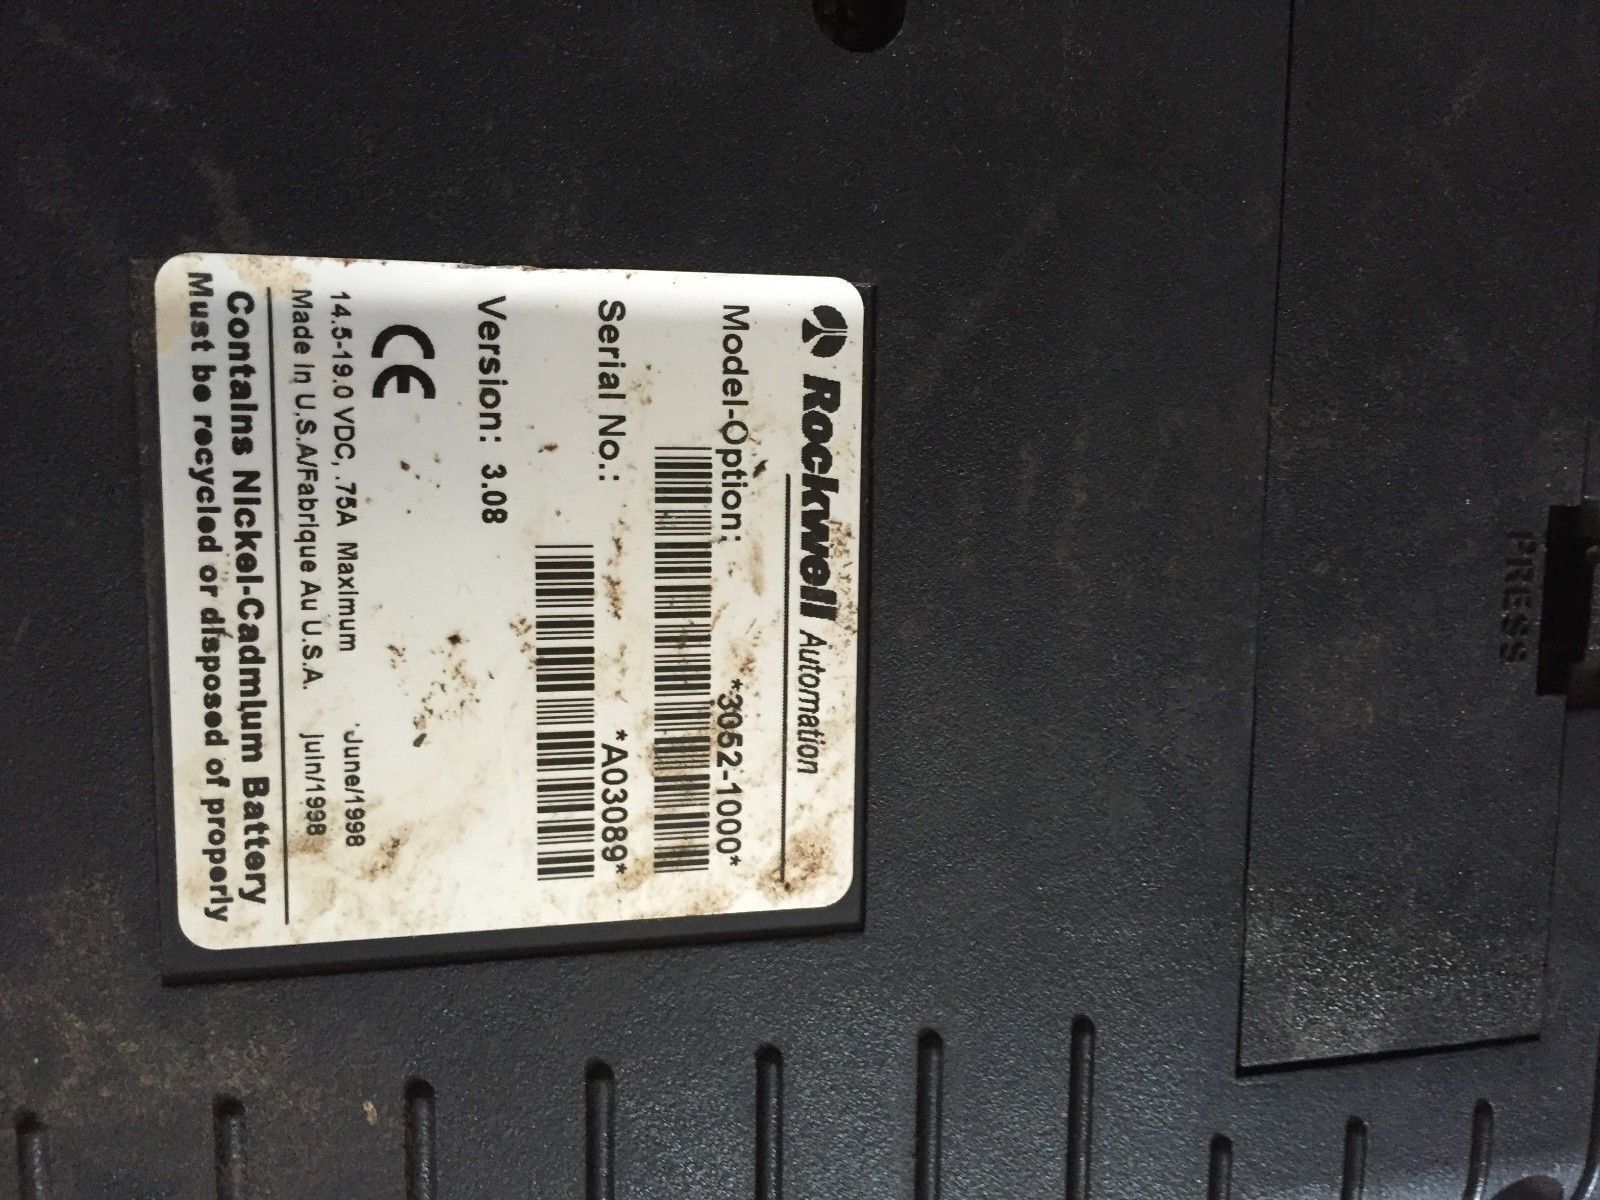 Rockwell Automation
Model-Option: *3052-1000*
Serial No.: *A03089*
Version: 3.08
CE
14.5-19.0 VDC, .75A Maximum June/1998
Made in U.S.A/Fabrique Au U.S.A. juin/1998
Contains Nickel-Cadmium Battery
Must be recycled or disposed of properly
PRESS